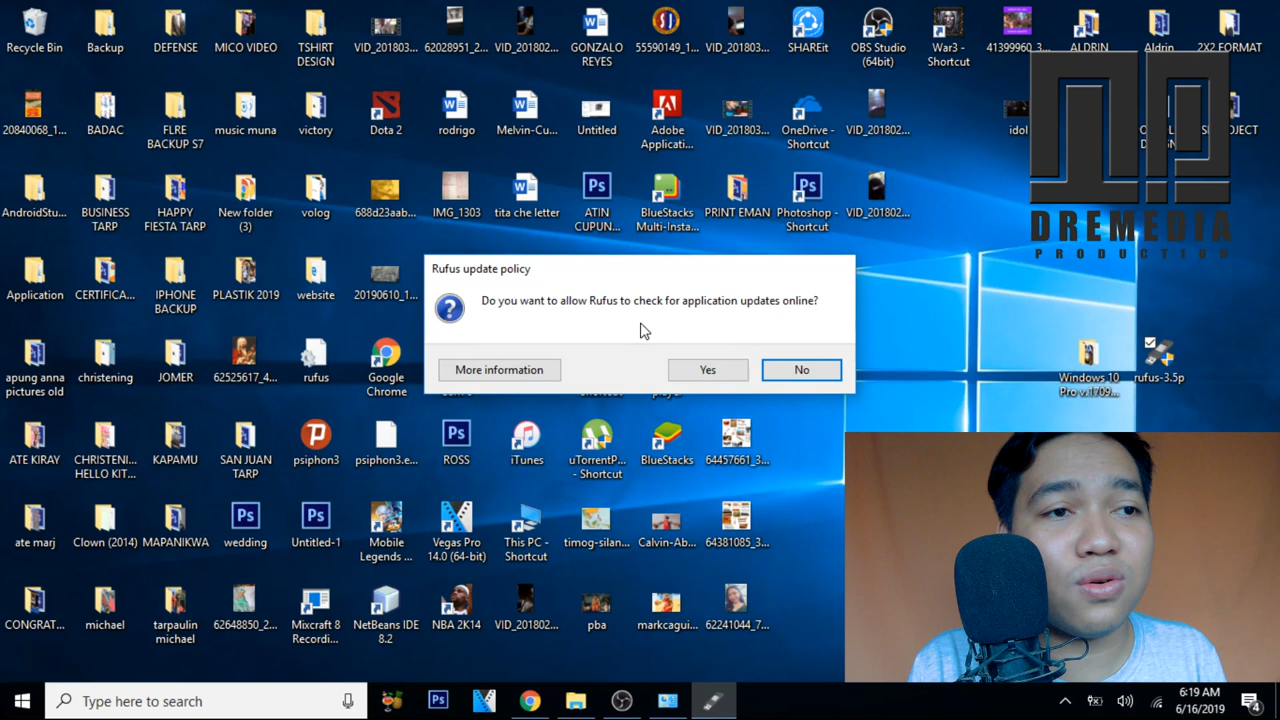 Recycle Bin
Backup
DEFENSE
MICO VIDEO
TSHIRT
DESIGN
VID_201803...
62028951_2...
VID_201802...
GONZALO
REYES
55590149_1...
VID_201803...
SHAREit
OBS Studio
(64bit)
War3 -
Shortcut
41399960_3...
ALDRIN
Aldrin
2X2 FORMAT
20840068_1...
BADAC
FLRE
BACKUP S7
music muna
victory
Dota 2
rodrigo
Melvin-Cu...
Untitled
Adobe
Applicati...
VID_201803...
OneDrive -
Shortcut
VID_201802...
idol
DREMEDIA
PRODUCTION
AndroidStu...
BUSINESS
TARP
HAPPY
FIESTA TARP
New folder
(3)
volog
688d23aab...
IMG_1303
tita che letter
ATIN
CUPUN...
BlueStacks
Multi-Insta...
PRINT EMAN
Photoshop -
Shortcut
VID_201802...
Application
CERTIFICA...
IPHONE
BACKUP
PLASTIK 2019
website
20190610_1...
Rufus update policy
Do you want to allow Rufus to check for application updates online?
More information
Yes
No
apung anna
pictures old
christening
JOMER
62525617_4...
rufus
Google
Chrome
Windows 10
Pro v.1709...
rufus-3.5p
ATE KIRAY
CHRISTENI...
HELLO KIT...
KAPAMU
SAN JUAN
TARP
psiphon3
psiphon3.e...
ROSS
iTunes
uTorrentP...
- Shortcut
BlueStacks
64457661_3...
ate marj
Clown (2014)
MAPANIKWA
wedding
Untitled-1
Mobile
Legends ...
Vegas Pro
14.0 (64-bit)
This PC -
Shortcut
timog-silan...
Calvin-Ab...
64381085_3...
CONGRAT...
michael
tarpaulin
michael
62648850_2...
Mixcraft 8
Recordi...
NetBeans IDE
8.2
NBA 2K14
VID_201802...
pba
markcagui...
62241044_7...
Type here to search
6:19 AM
6/16/2019
4